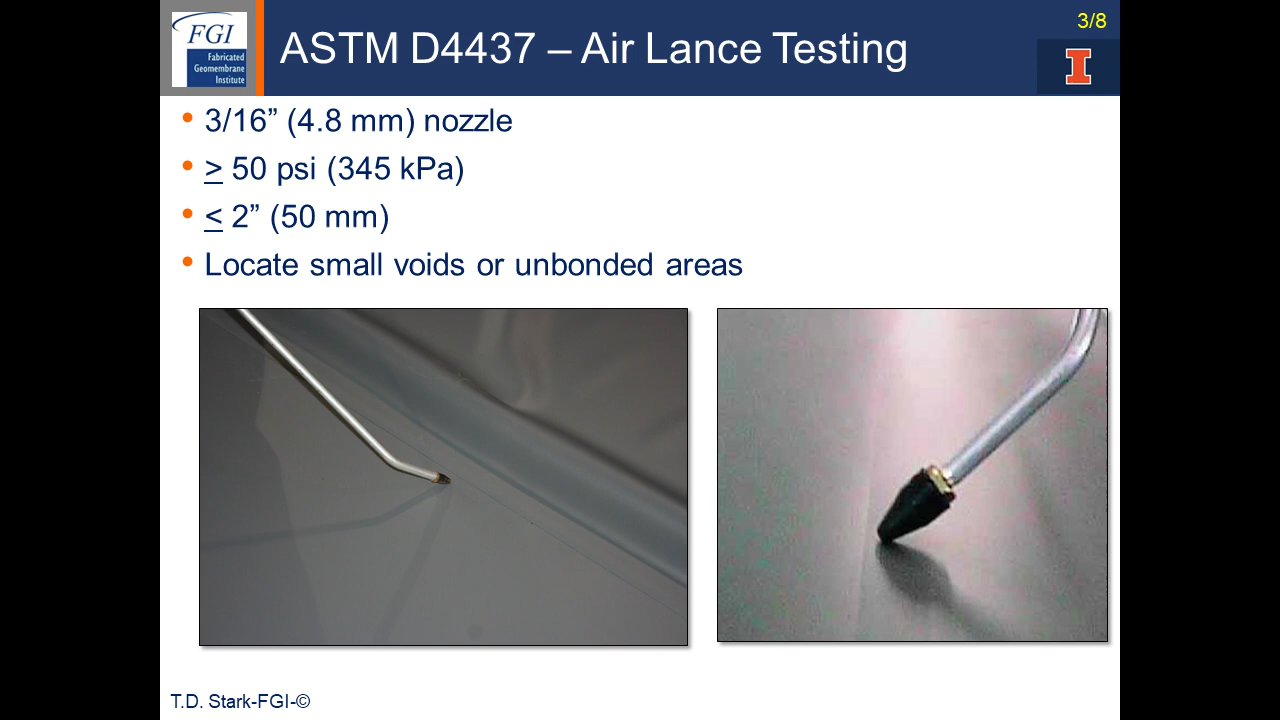 FGI
Fabricated
Geomembrane
Institute
ASTM D4437 – Air Lance Testing
3/8
I
• 3/16” (4.8 mm) nozzle
• ≥ 50 psi (345 kPa)
• ≤ 2” (50 mm)
• Locate small voids or unbonded areas
T.D. Stark-FGI-©